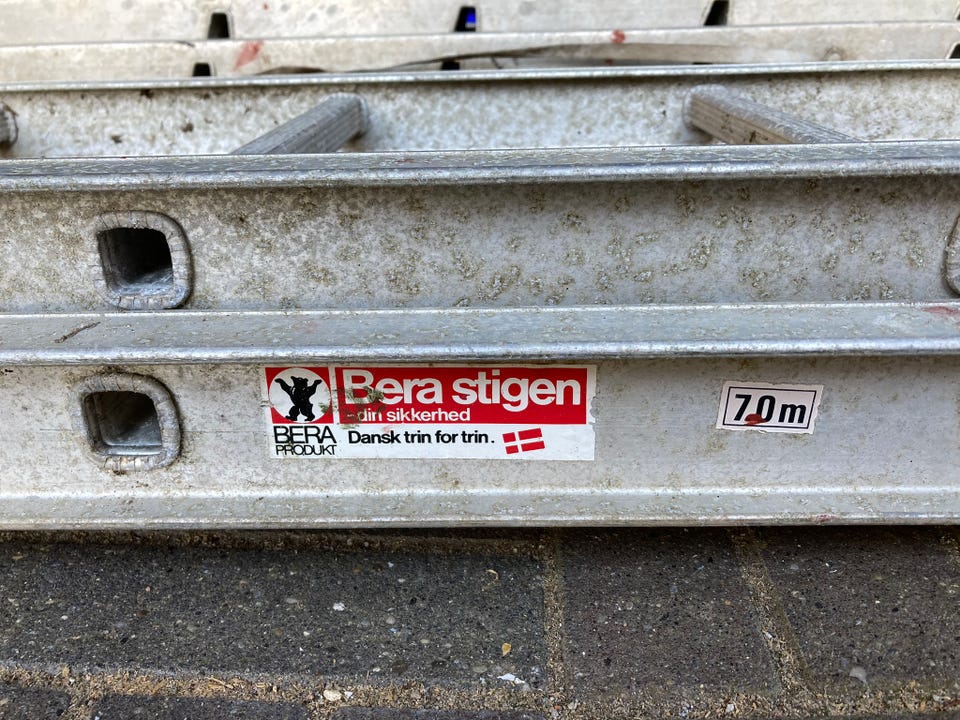 Bera stigen
- din sikkerhed
BERA
PRODUKT
Dansk trin for trin.
7.0 m